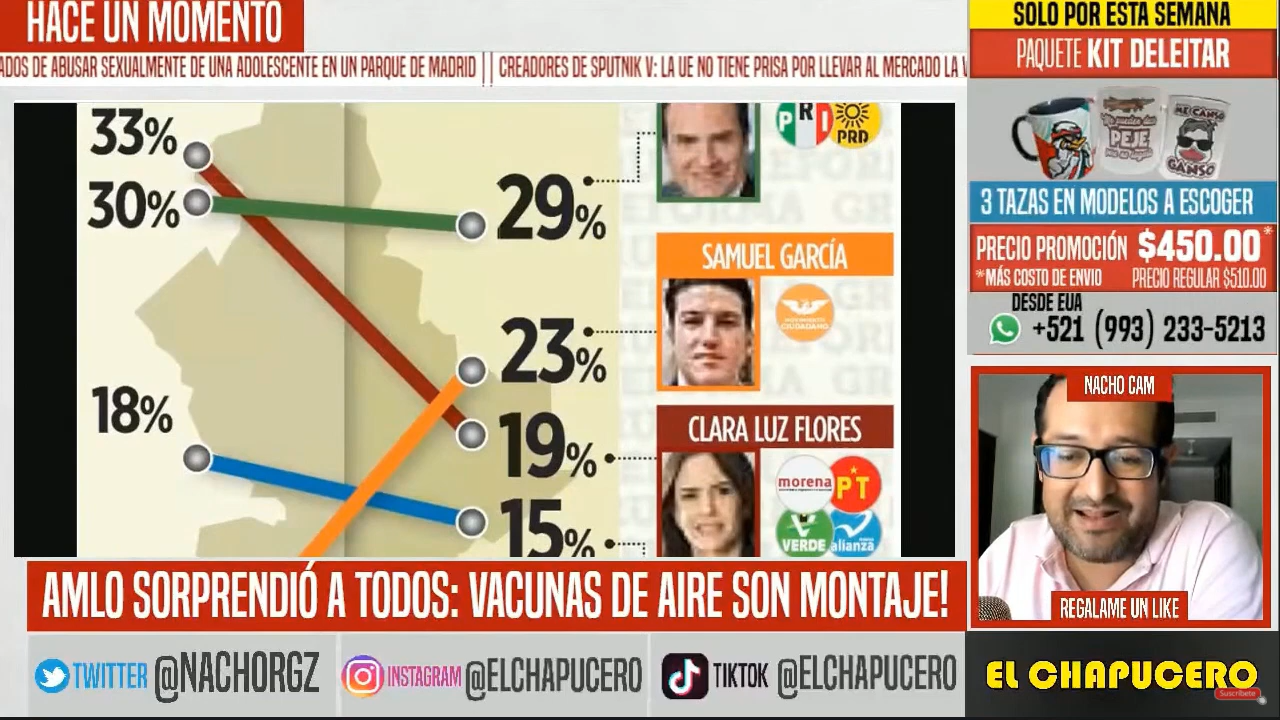 HACE UN MOMENTO
ADOS DE ABUSAR SEXUALMENTE DE UNA ADOLESCENTE EN UN PARQUE DE MADRID || CREADORES DE SPUTNIK V: LA UE NO TIENE PRISA POR LLEVAR AL MERCADO LA V
33%
30%
18%
29%
23%
19%
15%
PRI
PRD
SAMUEL GARCÍA
MOVIMIENTO
CIUDADANO
CLARA LUZ FLORES
morena
PT
VERDE
alianza
AMLO SORPRENDIÓ A TODOS: VACUNAS DE AIRE SON MONTAJE!
TWITTER @NACHORGZ
INSTAGRAM @ELCHAPUCERO
TIKTOK @ELCHAPUCERO
SOLO POR ESTA SEMANA
PAQUETE KIT DELEITAR
PEJE
ME CANSO
GANSO
3 TAZAS EN MODELOS A ESCOGER
PRECIO PROMOCIÓN $450.00*
*MÁS COSTO DE ENVIO PRECIO REGULAR $510.00
DESDE EUA
+521 (993) 233-5213
NACHO CAM
REGALAME UN LIKE
EL CHAPUCERO
Suscríbete